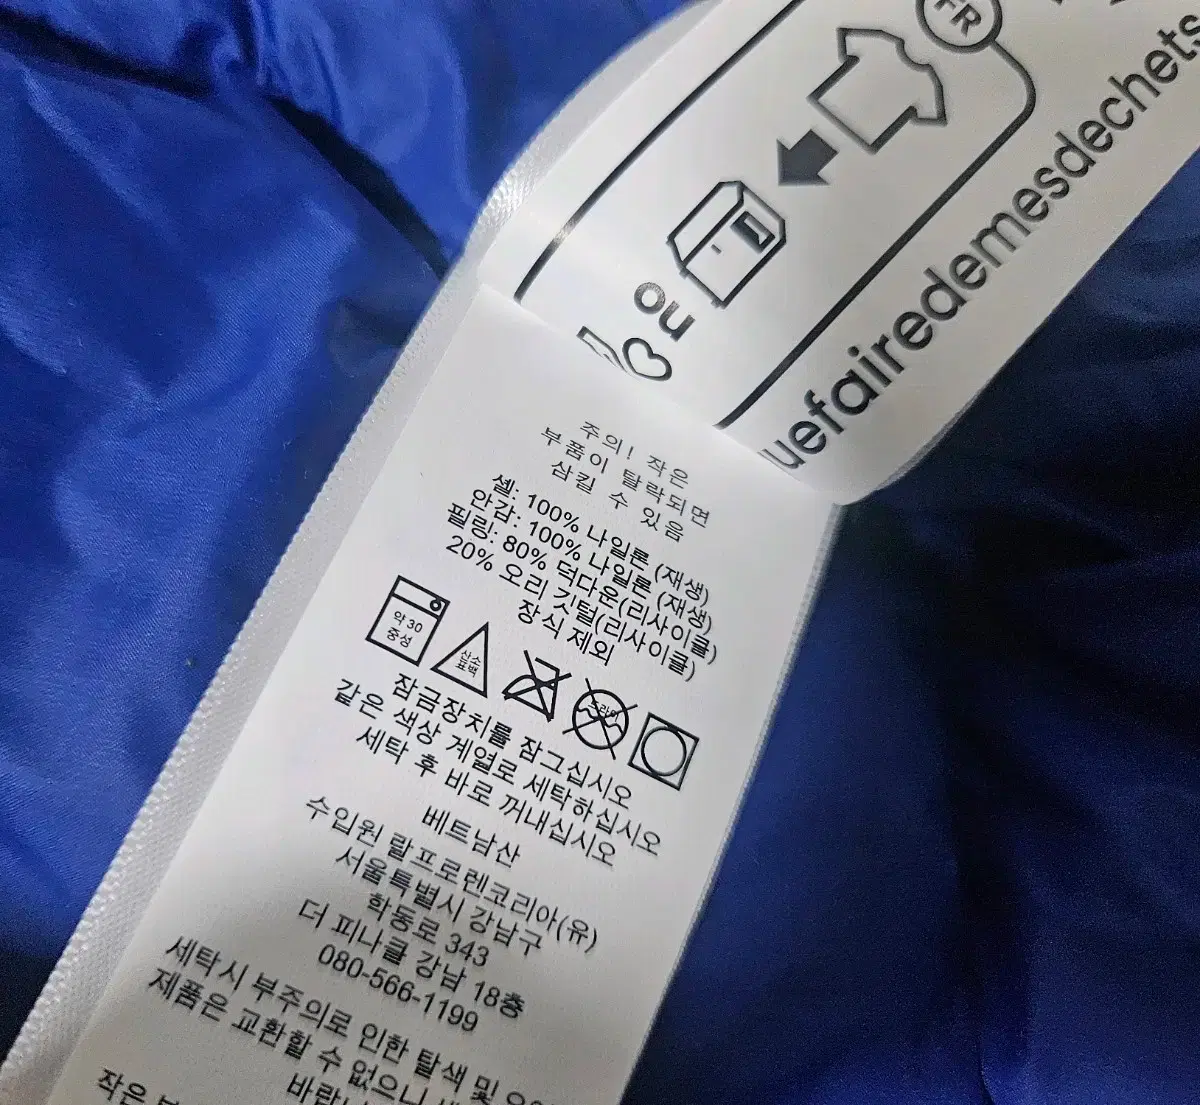 FR
ou
uefairedemesdechets
주의! 작은
부품이 탈락되면
삼킬 수 있음
셸: 100% 나일론 (재생)
안감: 100% 나일론 (재생)
필링: 80% 덕다운(리사이클)
20% 오리 깃털(리사이클)
장식 제외
약 30
중성
산소
표백
드라이
잠금장치를 잠그십시오
같은 색상 계열로 세탁하십시오
세탁 후 바로 꺼내십시오
베트남산
수입원 랄프로렌코리아(유)
서울특별시 강남구
학동로 343
더 피나클 강남 18층
080-566-1199
세탁시 부주의로 인한 탈색 및
제품은 교환할 수 없으니
작은